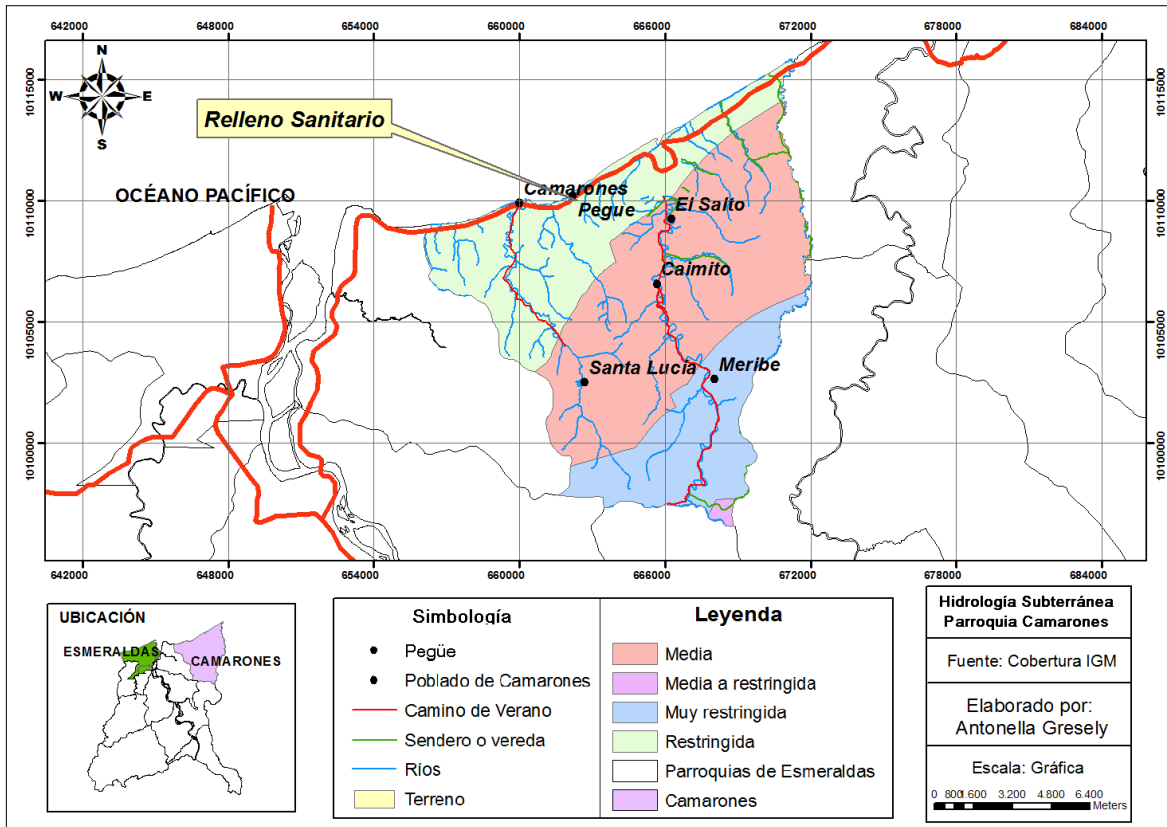 642000 648000 654000 660000 666000 672000 678000 684000
10115000
10115000
N
W E
S
Relleno Sanitario
OCÉANO PACÍFICO
Camarones
Pegue
El Salto
10110000
10110000
Caimito
10105000
10105000
Santa Lucia
Meribe
10100000
10100000
642000 648000 654000 660000 666000 672000 678000 684000
UBICACIÓN
ESMERALDAS
CAMARONES
Simbología
Pegüe
Poblado de Camarones
Camino de Verano
Sendero o vereda
Ríos
Terreno
Leyenda
Media
Media a restringida
Muy restringida
Restringida
Parroquias de Esmeraldas
Camarones
Hidrología Subterránea
Parroquia Camarones
Fuente: Cobertura IGM
Elaborado por:
Antonella Gresely
Escala: Gráfica
0 800 1.600 3.200 4.800 6.400
Meters